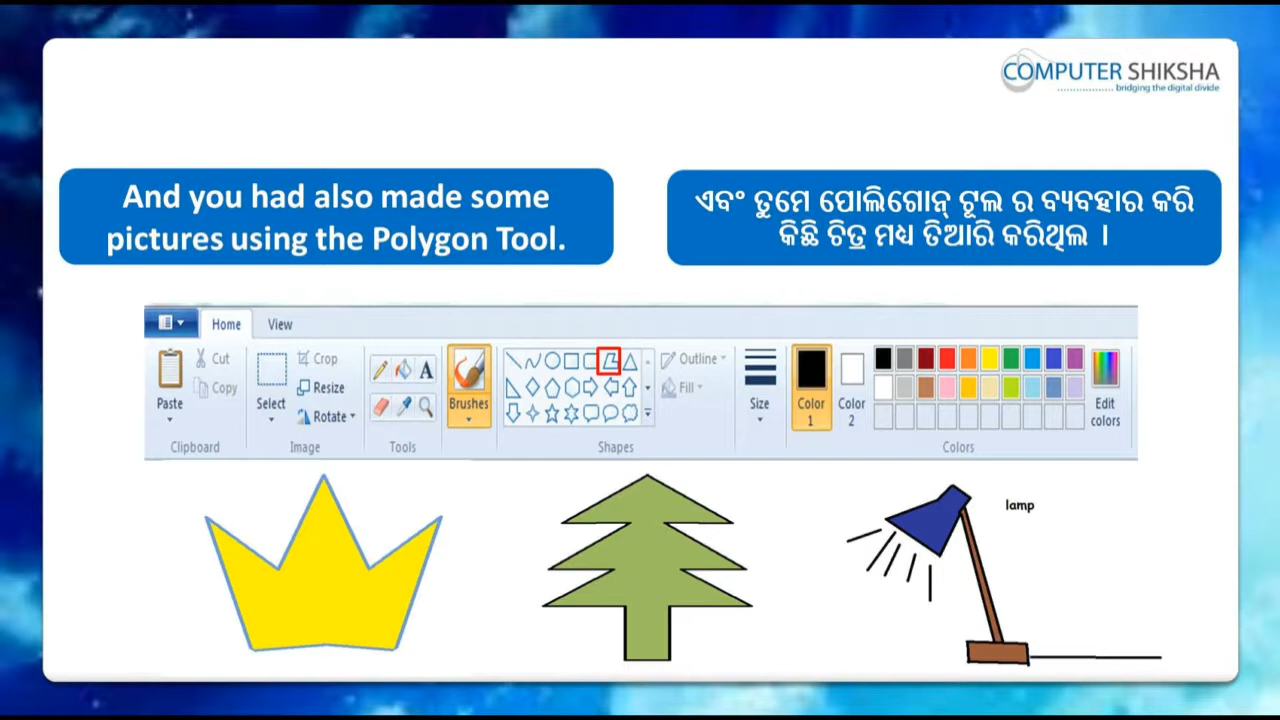 COMPUTER SHIKSHA
bridging the digital divide
And you had also made some
pictures using the Polygon Tool.
ଏବଂ ତୁମେ ପୋଲିଗୋନ୍ ଟୁଲ ର ବ୍ୟବହାର କରି
କିଛି ଚିତ୍ର ମଧ୍ୟ ତିଆରି କରିଥିଲ ।
Home View
Cut
Copy
Paste
Clipboard
Crop
Resize
Rotate
Select
Image
A
Tools
Brushes
Outline
Fill
Shapes
Size
Color
1
Color
2
Edit
colors
Colors
lamp